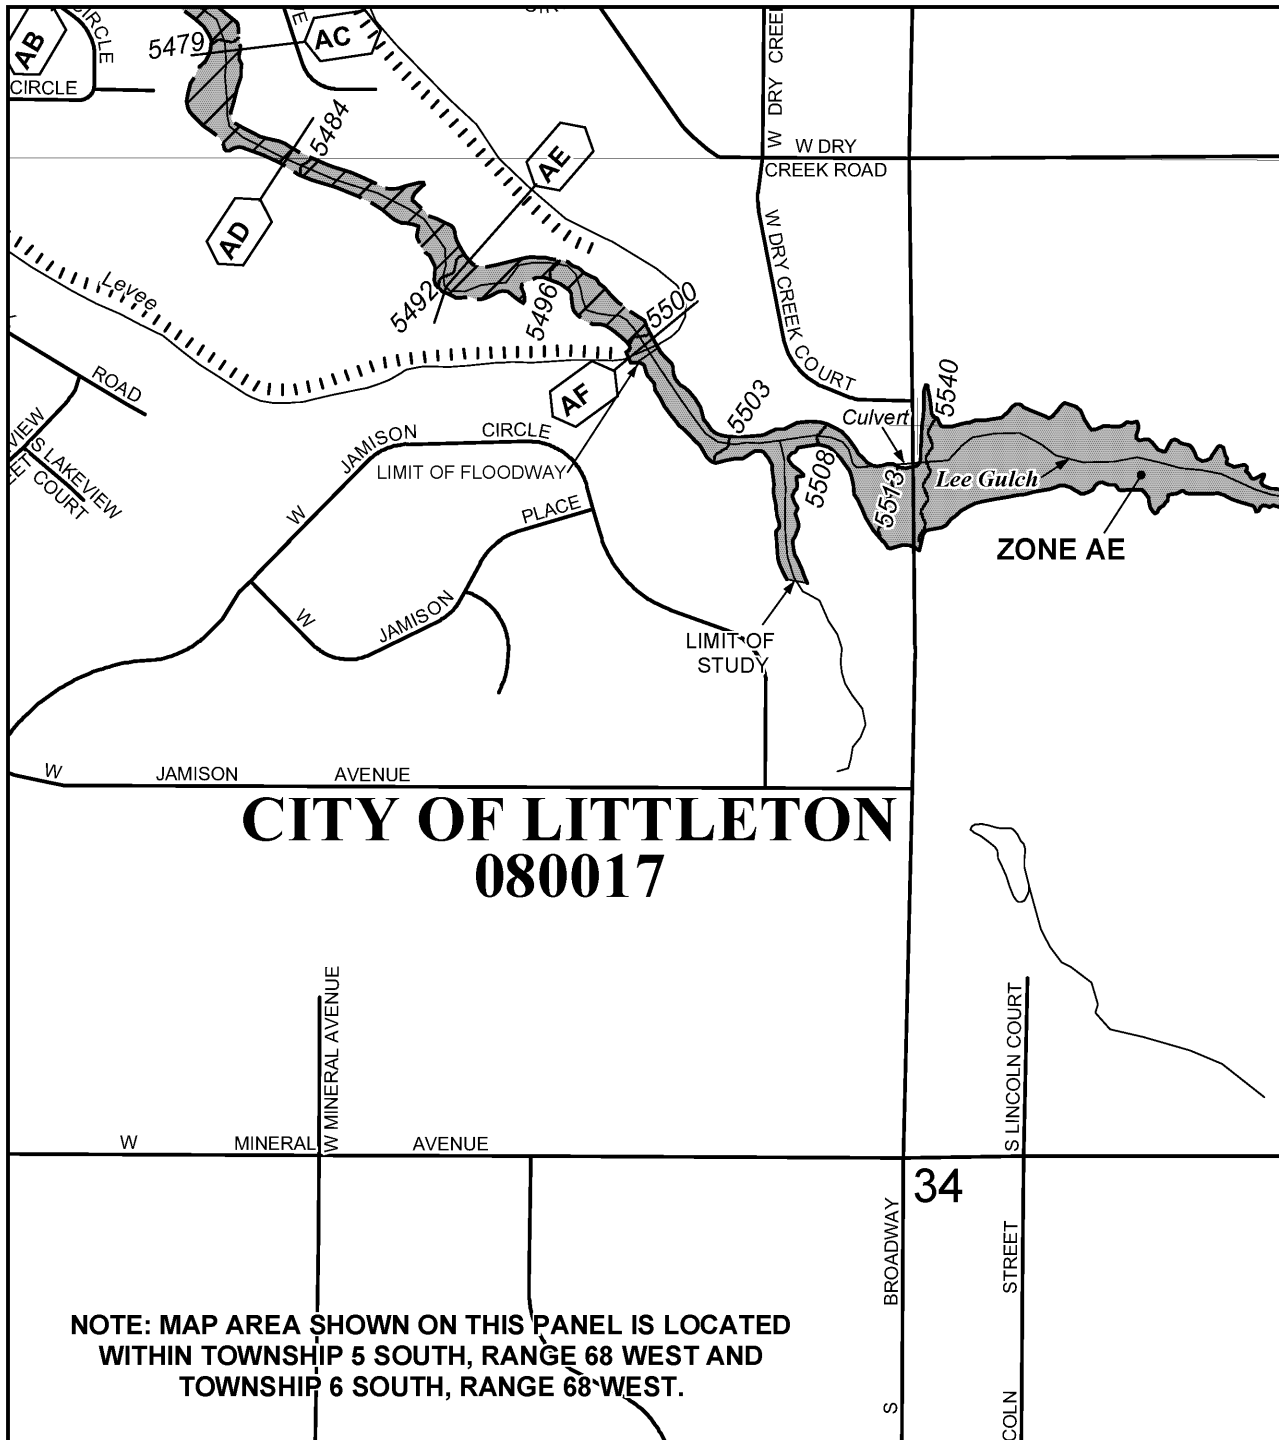 AB
CIRCLE
CIRCLE
5479
AC
W DRY CREE
W DRY
CREEK ROAD
5484
AE
AD
W DRY CREEK COURT
Levee
5492
5496
5500
ROAD
AF
5503
Culvert
5540
VIEW
S LAKEVIEW
COURT
W JAMISON CIRCLE
LIMIT OF FLOODWAY
5508
5513
Lee Gulch
ZONE AE
W JAMISON PLACE
LIMIT OF
STUDY
W JAMISON AVENUE
CITY OF LITTLETON
080017
W MINERAL AVENUE
S LINCOLN COURT
W MINERAL AVENUE
34
S BROADWAY
COLN STREET
NOTE: MAP AREA SHOWN ON THIS PANEL IS LOCATED
WITHIN TOWNSHIP 5 SOUTH, RANGE 68 WEST AND
TOWNSHIP 6 SOUTH, RANGE 68 WEST.